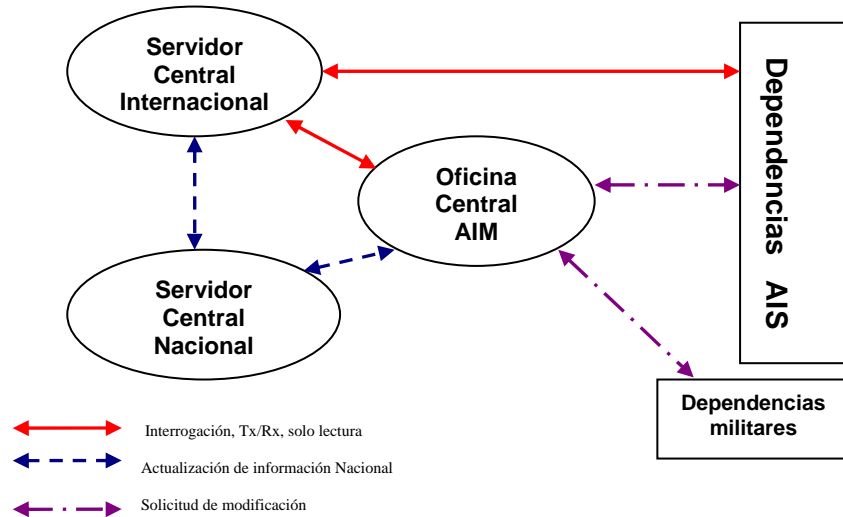 Servidor
Central
Internacional
Dependencias AIS
Oficina
Central
AIM
Servidor
Central
Nacional
Dependencias
militares
Interrogación, Tx/Rx, solo lectura
Actualización de información Nacional
Solicitud de modificación